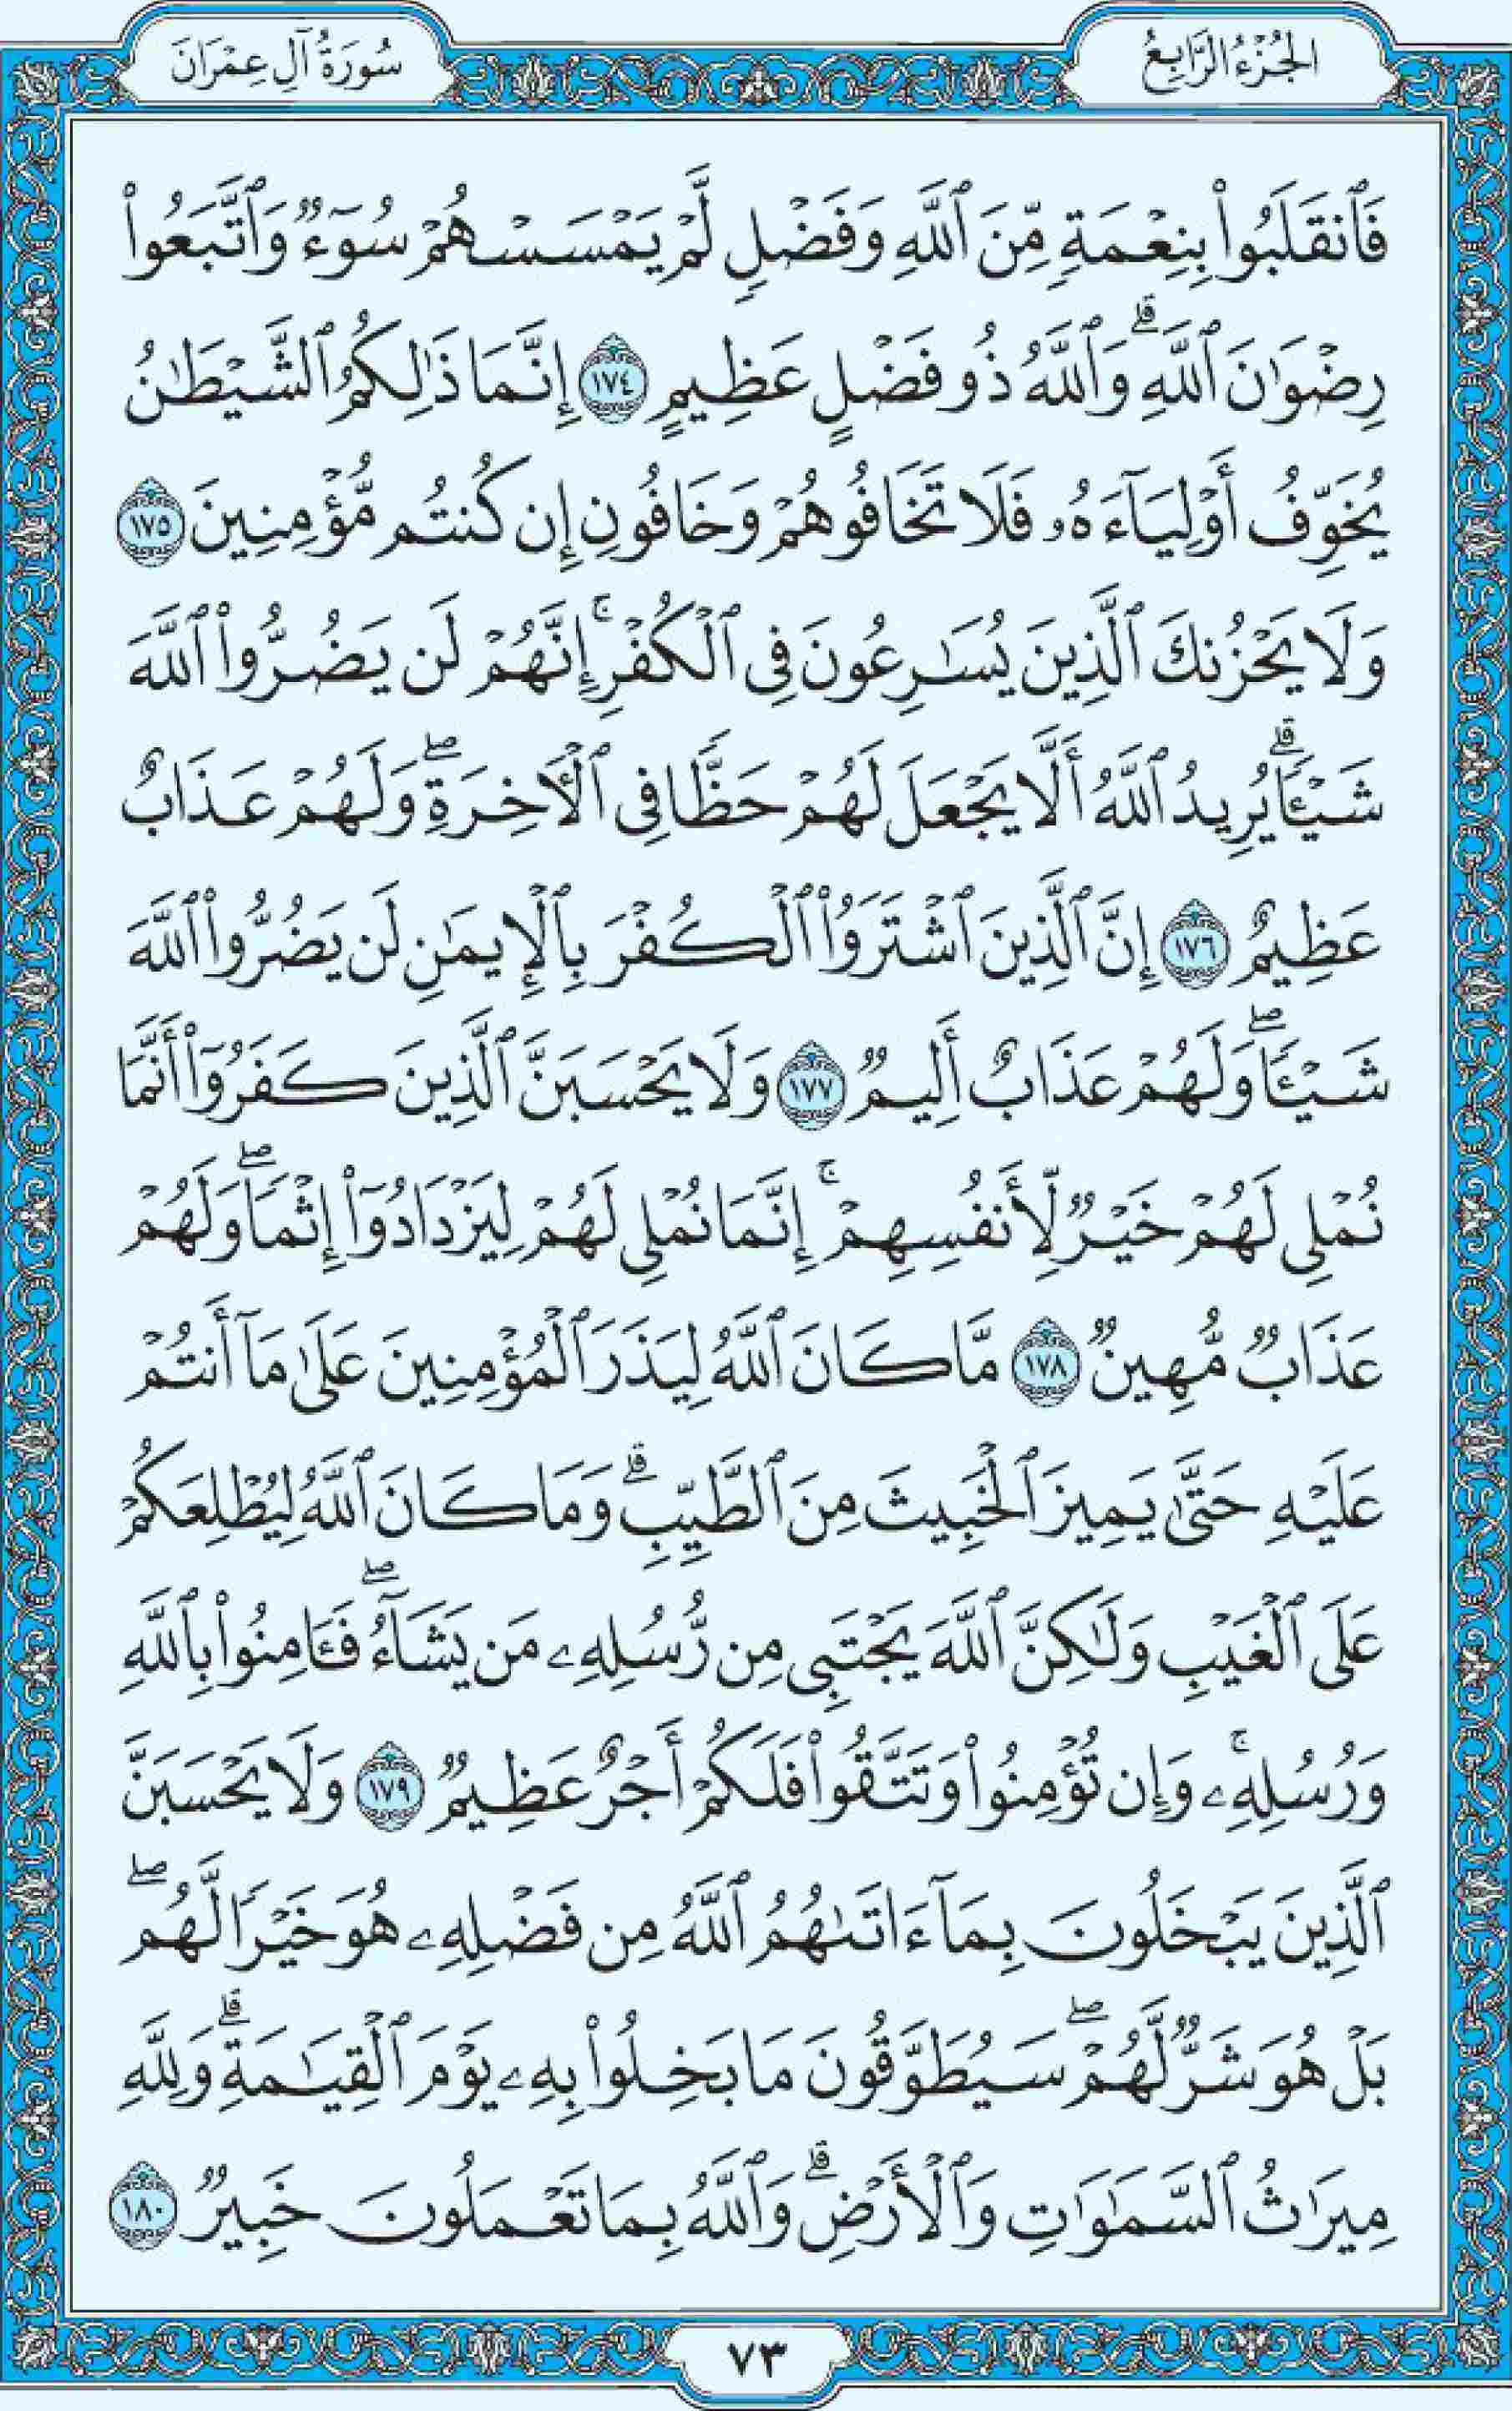 الجُزْءُ الرَّابِعُ
سُورَةُ آلِ عِمْرَانَ
فَٱنقَلَبُوا۟ بِنِعْمَةٍ مِّنَ ٱللَّهِ وَفَضْلٍ لَّمْ يَمْسَسْهُمْ سُوٓءٌ وَٱتَّبَعُوا۟
رِضْوَٰنَ ٱللَّهِ ۗ وَٱللَّهُ ذُو فَضْلٍ عَظِيمٍ ١٧٤ إِنَّمَا ذَٰلِكُمُ ٱلشَّيْطَٰنُ
يُخَوِّفُ أَوْلِيَآءَهُۥ فَلَا تَخَافُوهُمْ وَخَافُونِ إِن كُنتُم مُّؤْمِنِينَ ١٧٥
وَلَا يَحْزُنكَ ٱلَّذِينَ يُسَٰرِعُونَ فِى ٱلْكُفْرِ ۚ إِنَّهُمْ لَن يَضُرُّوا۟ ٱللَّهَ
شَيْـًٔا ۗ يُرِيدُ ٱللَّهُ أَلَّا يَجْعَلَ لَهُمْ حَظًّا فِى ٱلْـَٔاخِرَةِ ۖ وَلَهُمْ عَذَابٌ
عَظِيمٌ ١٧٦ إِنَّ ٱلَّذِينَ ٱشْتَرَوُا۟ ٱلْكُفْرَ بِٱلْإِيمَٰنِ لَن يَضُرُّوا۟ ٱللَّهَ
شَيْـًٔا ۖ وَلَهُمْ عَذَابٌ أَلِيمٌ ١٧٧ وَلَا يَحْسَبَنَّ ٱلَّذِينَ كَفَرُوٓا۟ أَنَّمَا
نُمْلِى لَهُمْ خَيْرٌ لِّأَنفُسِهِمْ ۚ إِنَّمَا نُمْلِى لَهُمْ لِيَزْدَادُوٓا۟ إِثْمًا ۖ وَلَهُمْ
عَذَابٌ مُّهِينٌ ١٧٨ مَّا كَانَ ٱللَّهُ لِيَذَرَ ٱلْمُؤْمِنِينَ عَلَىٰ مَآ أَنتُمْ
عَلَيْهِ حَتَّىٰ يَمِيزَ ٱلْخَبِيثَ مِنَ ٱلطَّيِّبِ ۗ وَمَا كَانَ ٱللَّهُ لِيُطْلِعَكُمْ
عَلَى ٱلْغَيْبِ وَلَٰكِنَّ ٱللَّهَ يَجْتَبِى مِن رُّسُلِهِۦ مَن يَشَآءُ ۖ فَـَٔامِنُوا۟ بِٱللَّهِ
وَرُسُلِهِۦ ۚ وَإِن تُؤْمِنُوا۟ وَتَتَّقُوا۟ فَلَكُمْ أَجْرٌ عَظِيمٌ ١٧٩ وَلَا يَحْسَبَنَّ
ٱلَّذِينَ يَبْخَلُونَ بِمَآ ءَاتَىٰهُمُ ٱللَّهُ مِن فَضْلِهِۦ هُوَ خَيْرًا لَّهُم ۖ
بَلْ هُوَ شَرٌّ لَّهُمْ ۖ سَيُطَوَّقُونَ مَا بَخِلُوا۟ بِهِۦ يَوْمَ ٱلْقِيَٰمَةِ ۗ وَلِلَّهِ
مِيرَٰثُ ٱلسَّمَٰوَٰتِ وَٱلْأَرْضِ ۗ وَٱللَّهُ بِمَا تَعْمَلُونَ خَبِيرٌ ١٨٠
٧٣